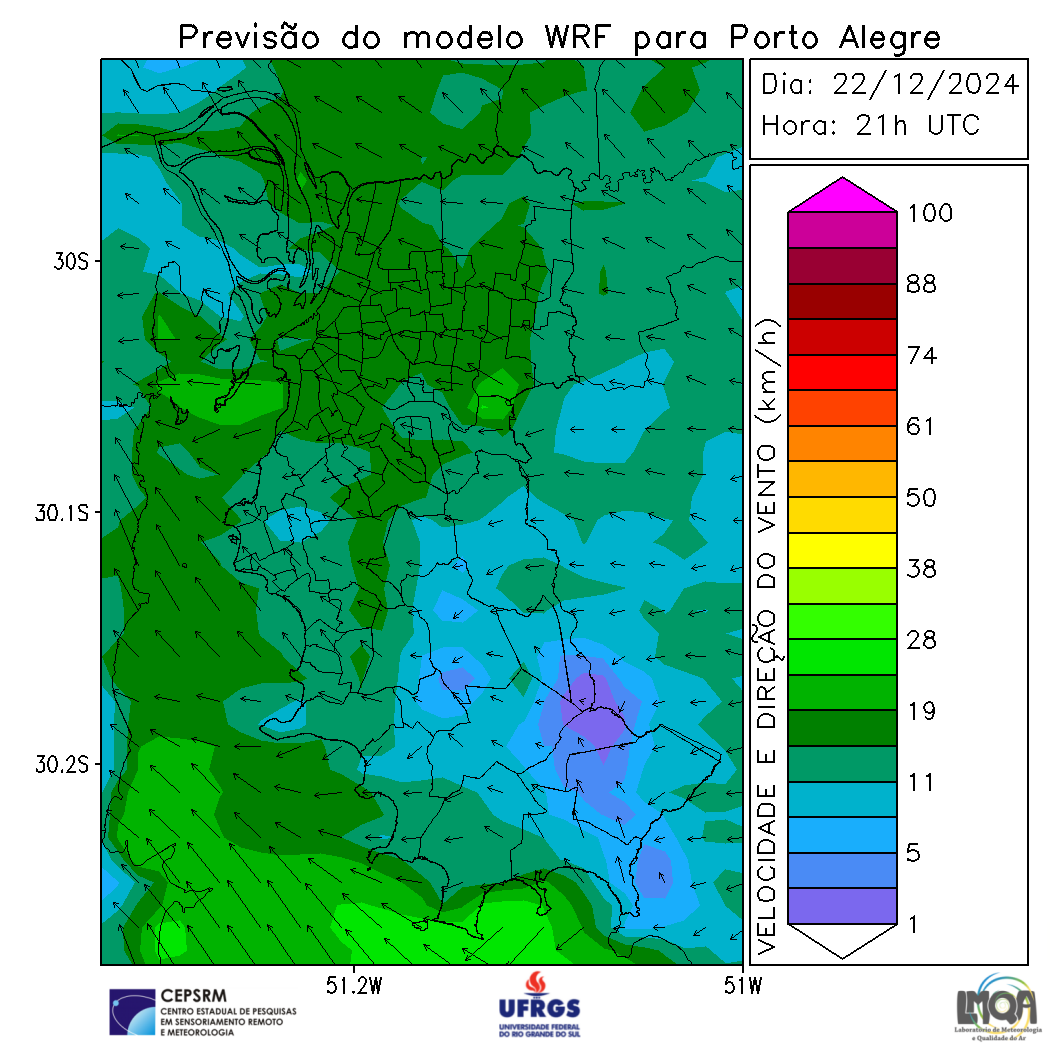 Previsão do modelo WRF para Porto Alegre
Dia: 22/12/2024
Hora: 21h UTC
30S
30.1S
30.2S
51.2W
51W
VELOCIDADE E DIREÇÃO DO VENTO (km/h)
100
88
74
61
50
38
28
19
11
5
1
CEPSRM
CENTRO ESTADUAL DE PESQUISAS
EM SENSORIAMENTO REMOTO
E METEOROLOGIA
UFRGS
UNIVERSIDADE FEDERAL
DO RIO GRANDE DO SUL
LMQA
Laboratório de Meteorologia
e Qualidade do Ar